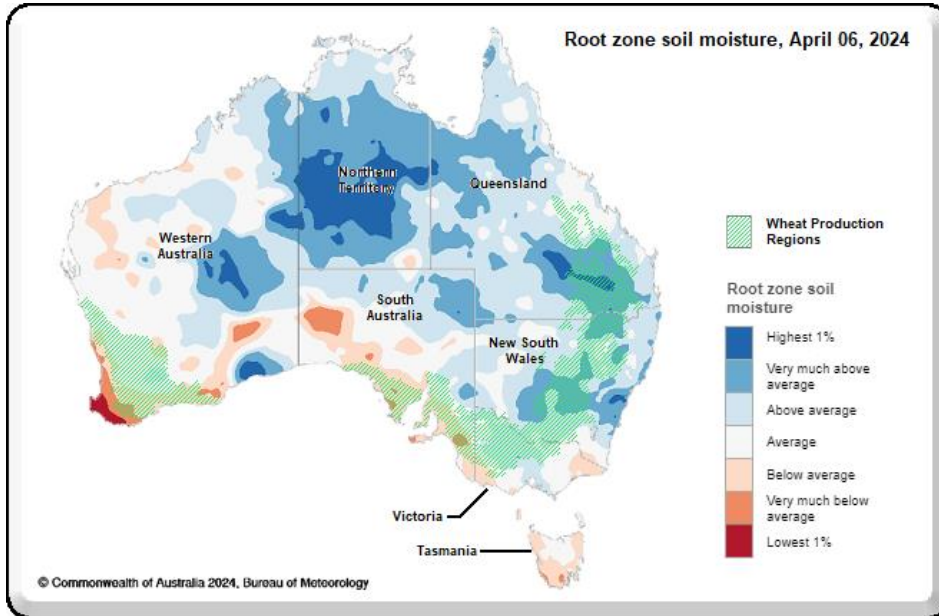 Root zone soil moisture, April 06, 2024
Northern
Territory
Queensland
Western
Australia
South
Australia
New South
Wales
Victoria
Tasmania
Wheat Production
Regions
Root zone soil
moisture
Highest 1%
Very much above
average
Above average
Average
Below average
Very much below
average
Lowest 1%
© Commonwealth of Australia 2024, Bureau of Meteorology